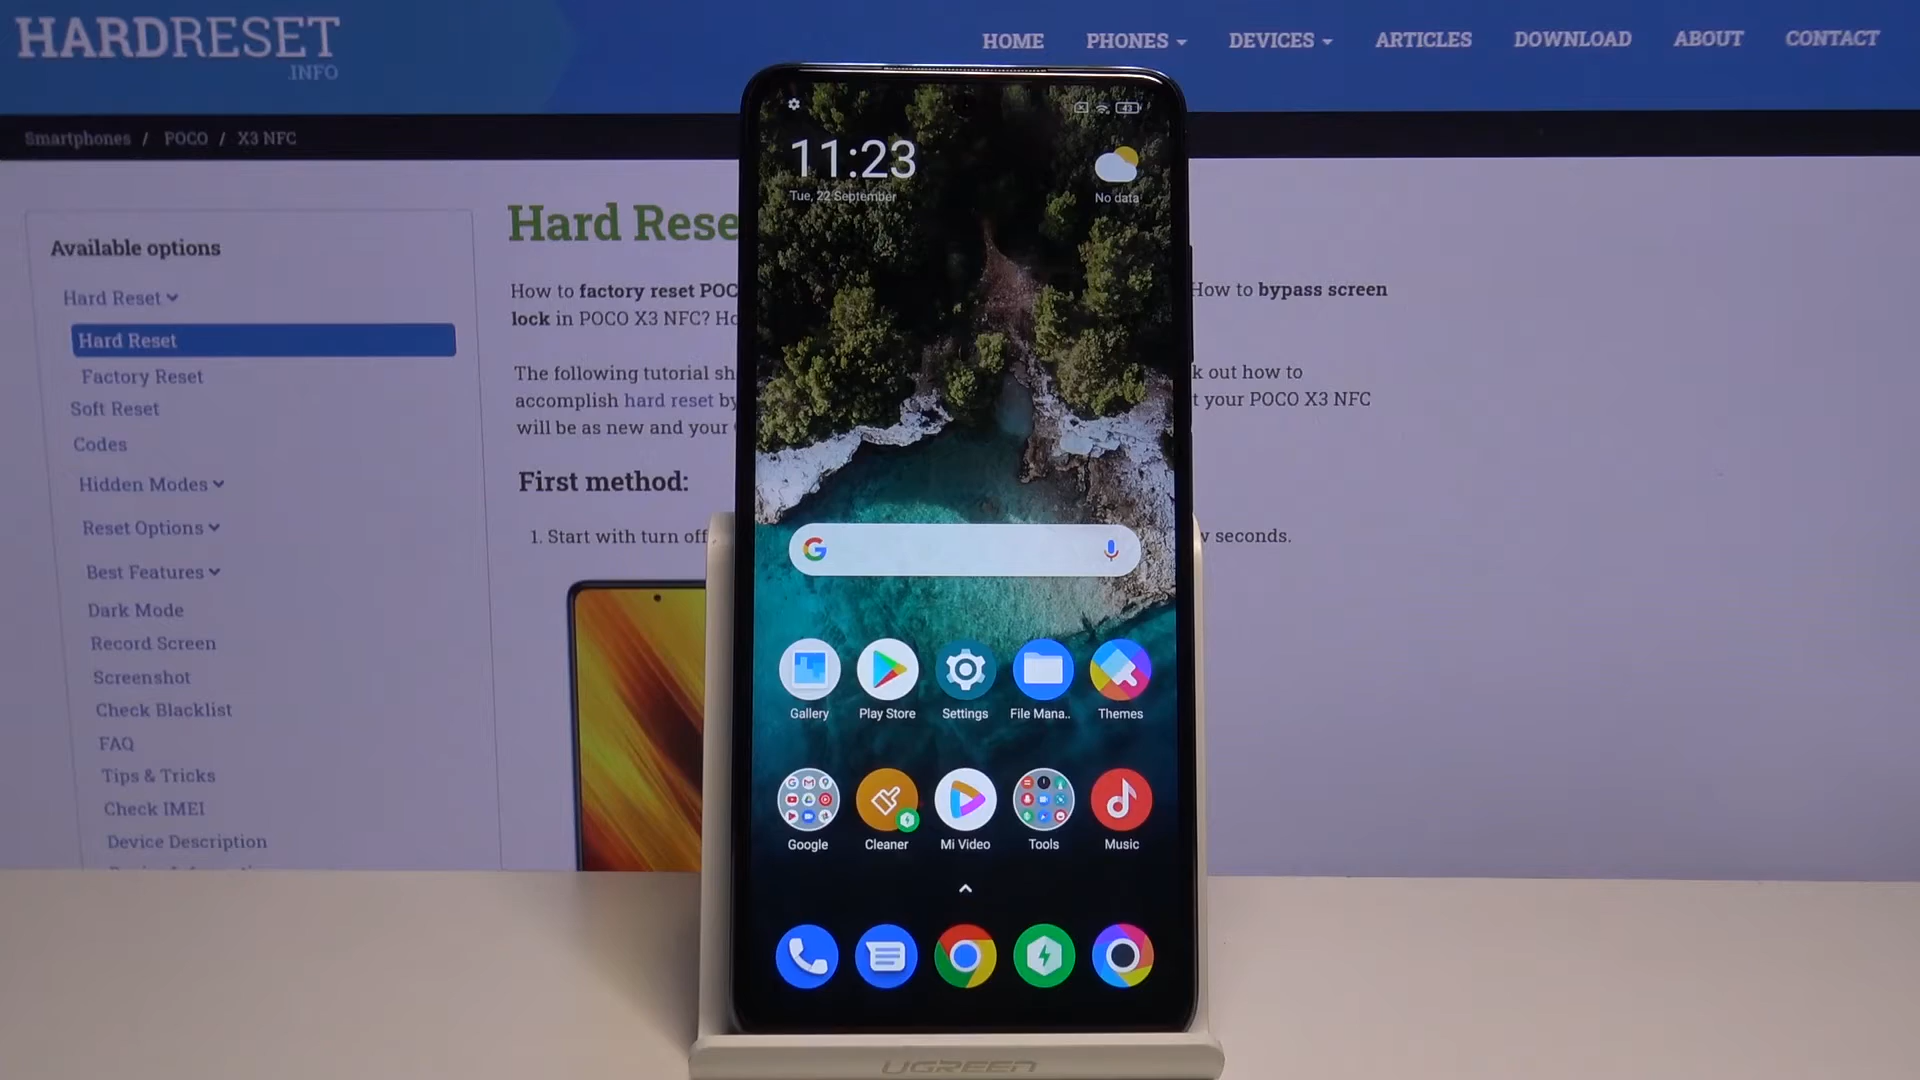 HARDRESET
.INFO
HOME
PHONES
DEVICES
ARTICLES
DOWNLOAD
ABOUT
CONTACT
Smartphones / POCO / X3 NFC
Available options
Hard Reset
Hard Reset
Factory Reset
Soft Reset
Codes
Hidden Modes
Reset Options
Best Features
Dark Mode
Record Screen
Screenshot
Check Blacklist
FAQ
Tips & Tricks
Check IMEI
Device Description
Hard Rese
How to factory reset POC
How to bypass screen
lock in POCO X3 NFC?
The following tutorial sh
k out how to
accomplish hard reset by
t your POCO X3 NFC
will be as new and your
First method:
1. Start with turn off
w seconds.
43
11:23
Tue, 22 September
No data
Gallery
Play Store
Settings
File Mana..
Themes
Google
Cleaner
Mi Video
Tools
Music
UGREEN